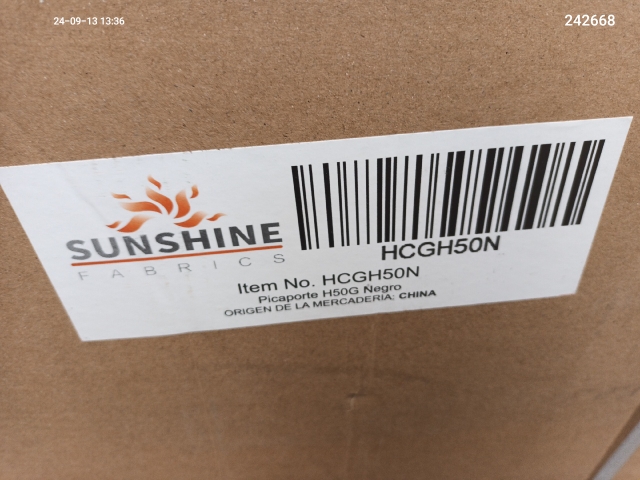 24-09-13 13:36
242668
SUNSHINE
FABRICS
HCGH50N
Item No. HCGH50N
Picaporte H50G Negro
ORIGEN DE LA MERCADERIA: CHINA